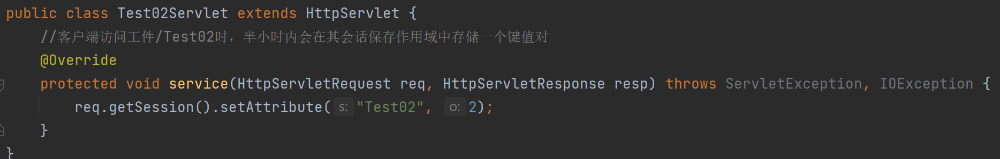 public class Test02Servlet extends HttpServlet {
//客户端访问工件/Test02时，半小时内会在其会话保存作用域中存储一个键值对
@Override
protected void service(HttpServletRequest req, HttpServletResponse resp) throws ServletException, IOException {
req.getSession().setAttribute( s: "Test02", o: 2);
}
}